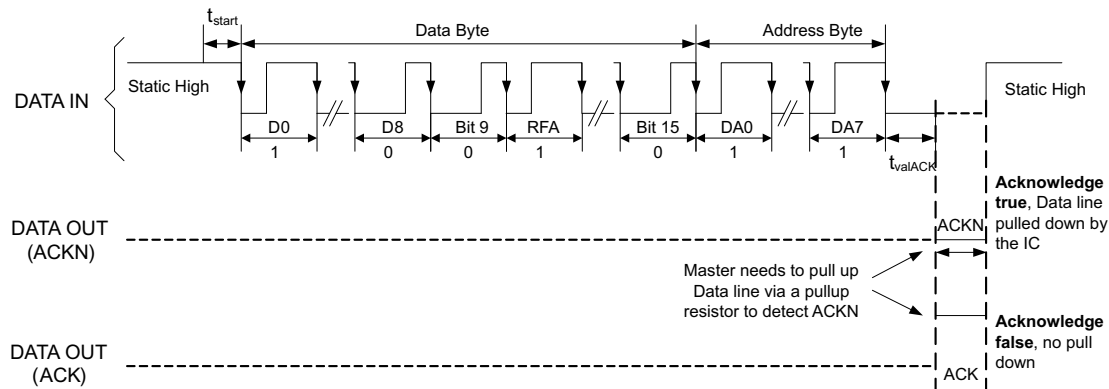 tstart
Data Byte
Address Byte
DATA IN
Static High
Static High
D0
D8
Bit 9
RFA
Bit 15
DA0
DA7
1
0
0
1
0
1
1
tvalACK
Acknowledge
true, Data line
pulled down by
the IC
DATA OUT
(ACKN)
ACKN
Master needs to pull up
Data line via a pullup
resistor to detect ACKN
Acknowledge
false, no pull
down
DATA OUT
(ACK)
ACK